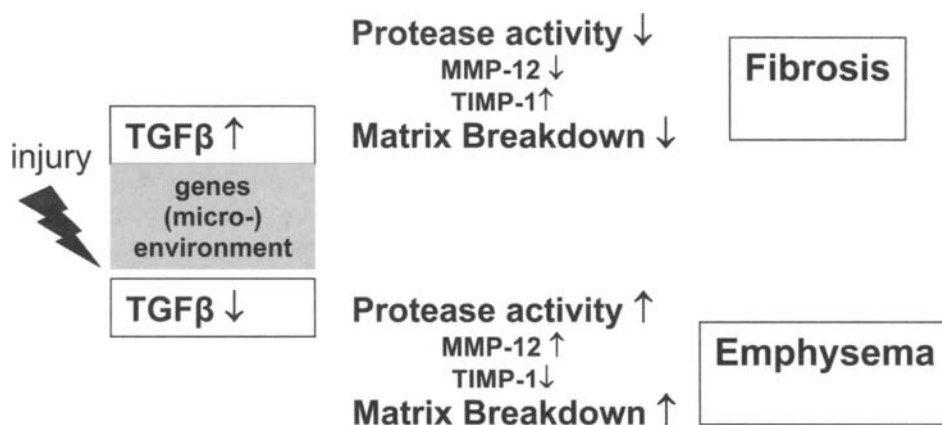 Protease activity ↓
MMP-12 ↓
TIMP-1↑
Matrix Breakdown ↓
Fibrosis
injury
TGFβ ↑
genes
(micro-)
environment
TGFβ ↓
Protease activity ↑
MMP-12 ↑
TIMP-1↓
Matrix Breakdown ↑
Emphysema